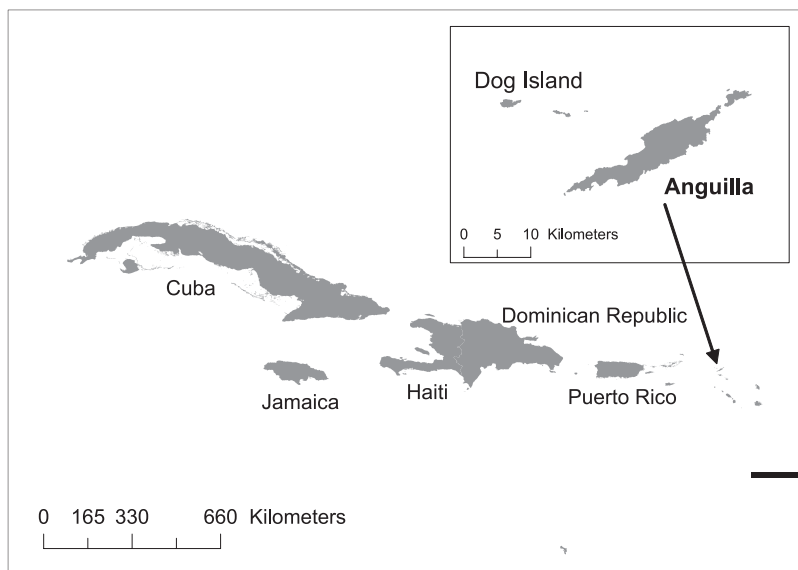 Dog Island
Anguilla
0 5 10 Kilometers
Cuba
Dominican Republic
Jamaica
Haiti
Puerto Rico
0 165 330 660 Kilometers